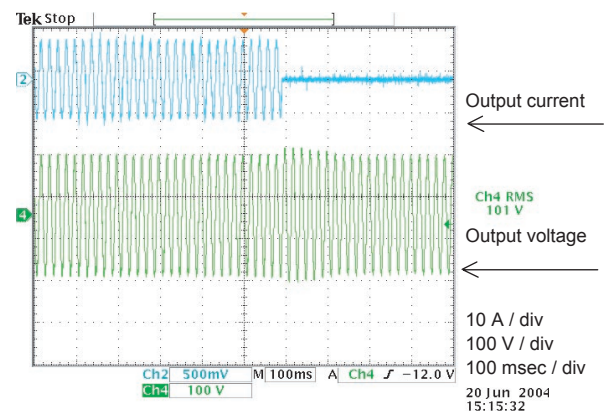 Tek Stop
2
Output current
4
Ch4 RMS
101 V
Output voltage
10 A / div
100 V / div
100 msec / div
Ch2 500mV M 100ms A Ch4 ƒ -12.0 V
Ch4 100 V
20 Jun 2004
15:15:32